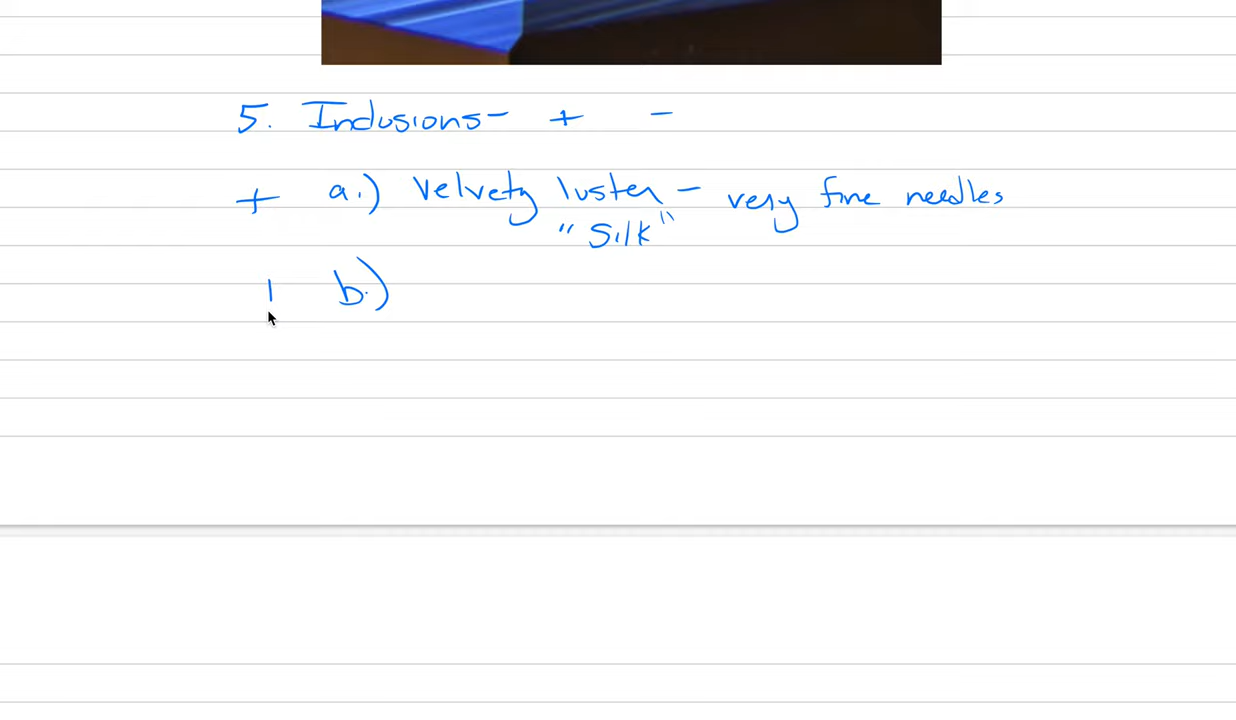 5. Inclusions - + -
+ a.) Velvety luster - very fine needles
"Silk"
| b.)